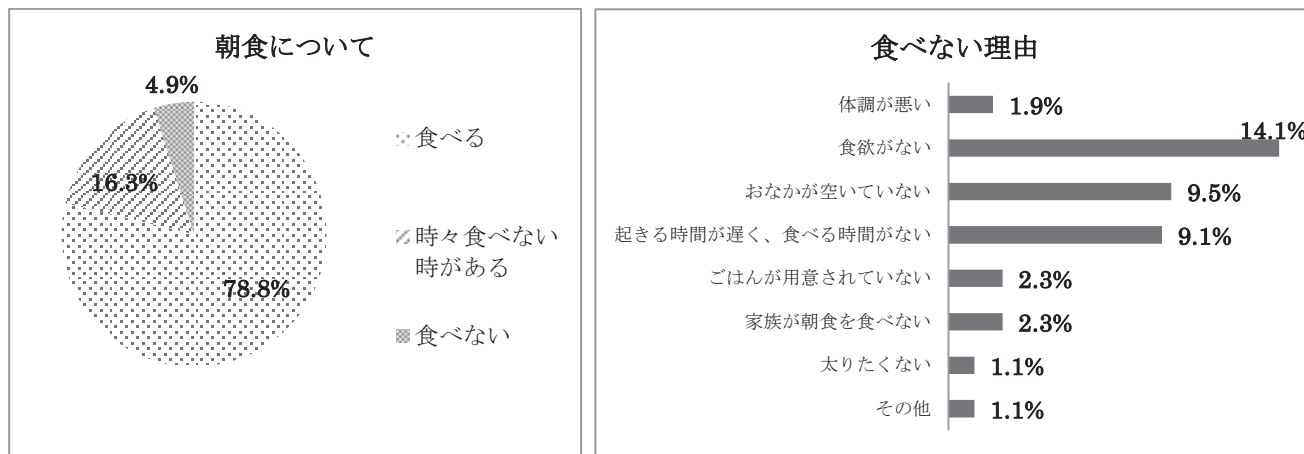 朝食について
4.9%
16.3%
78.8%
食べる
時々食べない
時がある
食べない
食べない理由
体調が悪い
1.9%
食欲がない
14.1%
おなかが空いていない
9.5%
起きる時間が遅く、食べる時間がない
9.1%
ごはんが用意されていない
2.3%
家族が朝食を食べない
2.3%
太りたくない
1.1%
その他
1.1%